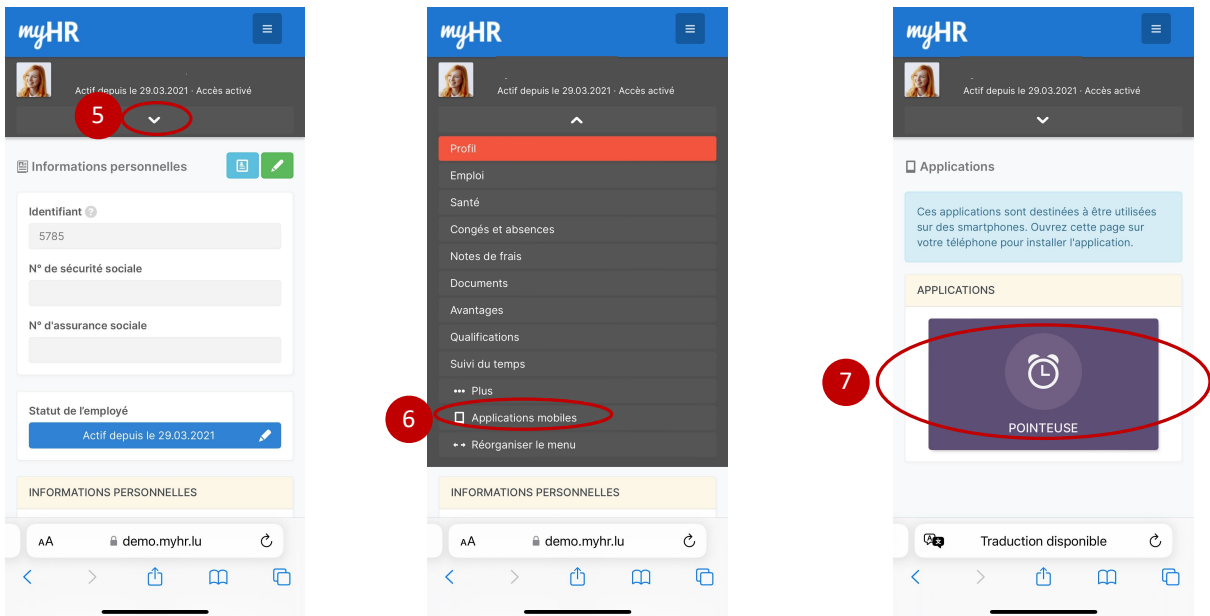 myHR
Actif depuis le 29.03.2021 · Accès activé
5
Informations personnelles
Identifiant ?
5785
N° de sécurité sociale
N° d'assurance sociale
Statut de l'employé
Actif depuis le 29.03.2021
INFORMATIONS PERSONNELLES
AA demo.myhr.lu
myHR
Actif depuis le 29.03.2021 · Accès activé
Profil
Emploi
Santé
Congés et absences
Notes de frais
Documents
Avantages
Qualifications
Suivi du temps
••• Plus
6
Applications mobiles
Réorganiser le menu
INFORMATIONS PERSONNELLES
AA demo.myhr.lu
myHR
Actif depuis le 29.03.2021 · Accès activé
Applications
Ces applications sont destinées à être utilisées
sur des smartphones. Ouvrez cette page sur
votre téléphone pour installer l'application.
APPLICATIONS
7
POINTEUSE
Traduction disponible